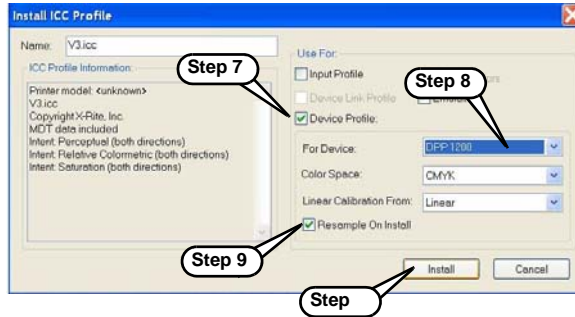 Install ICC Profile
Name: V3.icc
ICC Profile Information:
Printer model: <unknown>
V3.icc
Copyright X-Rite, Inc.
MDT data included
Intent: Perceptual (both directions)
Intent: Relative Colormetric (both directions)
Intent: Saturation (both directions)
Use For:
Input Profile
Device Link Profile
Device Profile:
For Device: DPP1200
Color Space: CMYK
Linear Calibration From: Linear
Resample On Install
Install
Cancel
Step 7
Step 8
Step 9
Step